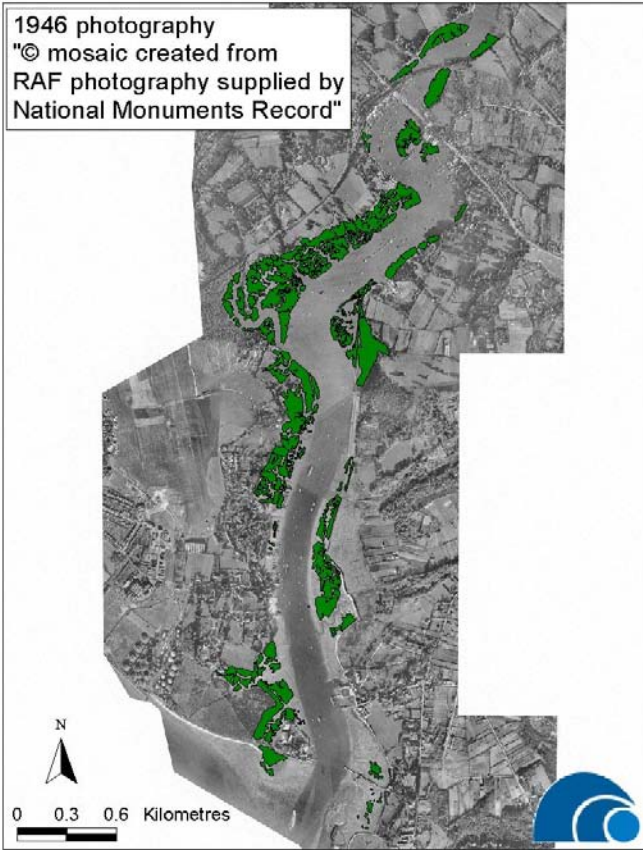 1946 photography
"© mosaic created from
RAF photography supplied by
National Monuments Record"
N
0 0.3 0.6 Kilometres